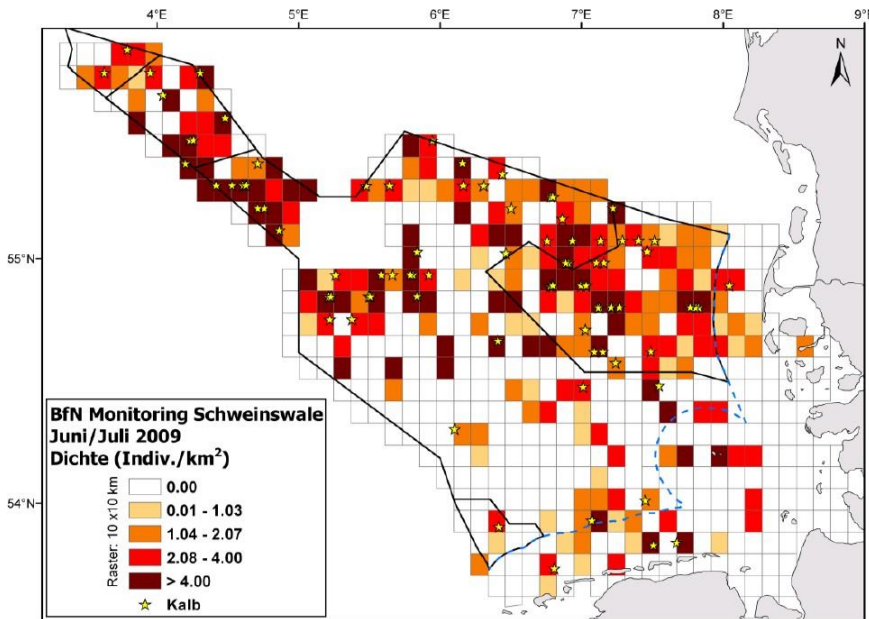 4°E 5°E 6°E 7°E 8°E 9°E
N
55°N
54°N
BfN Monitoring Schweinswale
Juni/Juli 2009
Dichte (Indiv./km²)
Raster: 10 x10 km
0.00
0.01 - 1.03
1.04 - 2.07
2.08 - 4.00
> 4.00
Kalb